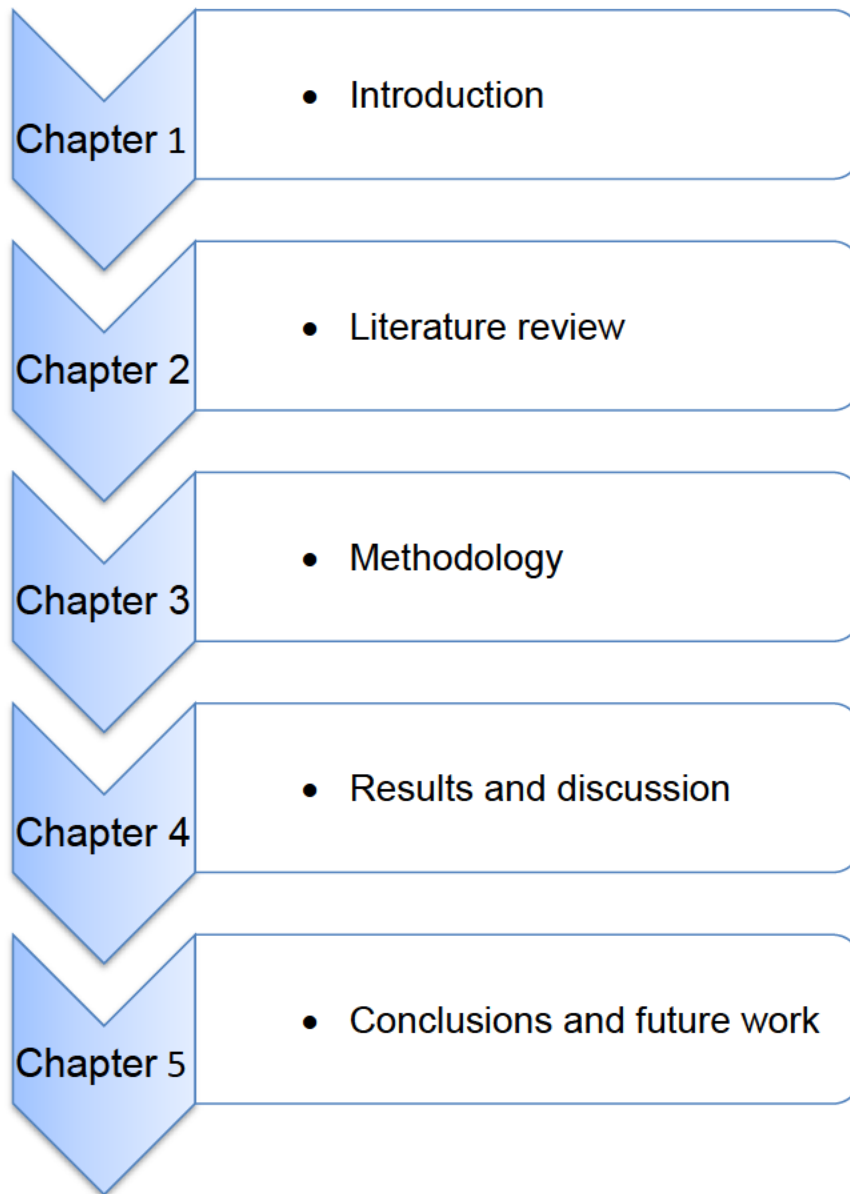 Chapter 1
• Introduction
Chapter 2
• Literature review
Chapter 3
• Methodology
Chapter 4
• Results and discussion
Chapter 5
• Conclusions and future work